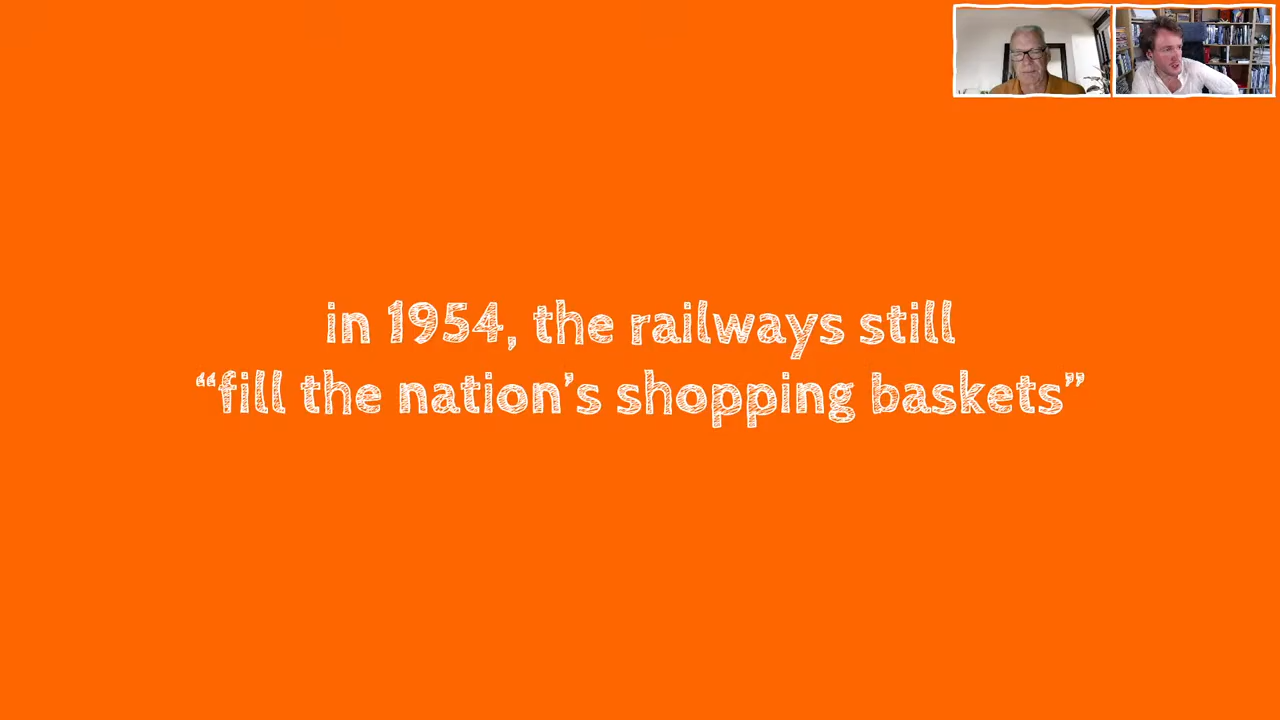 in 1954, the railways still
“fill the nation’s shopping baskets”